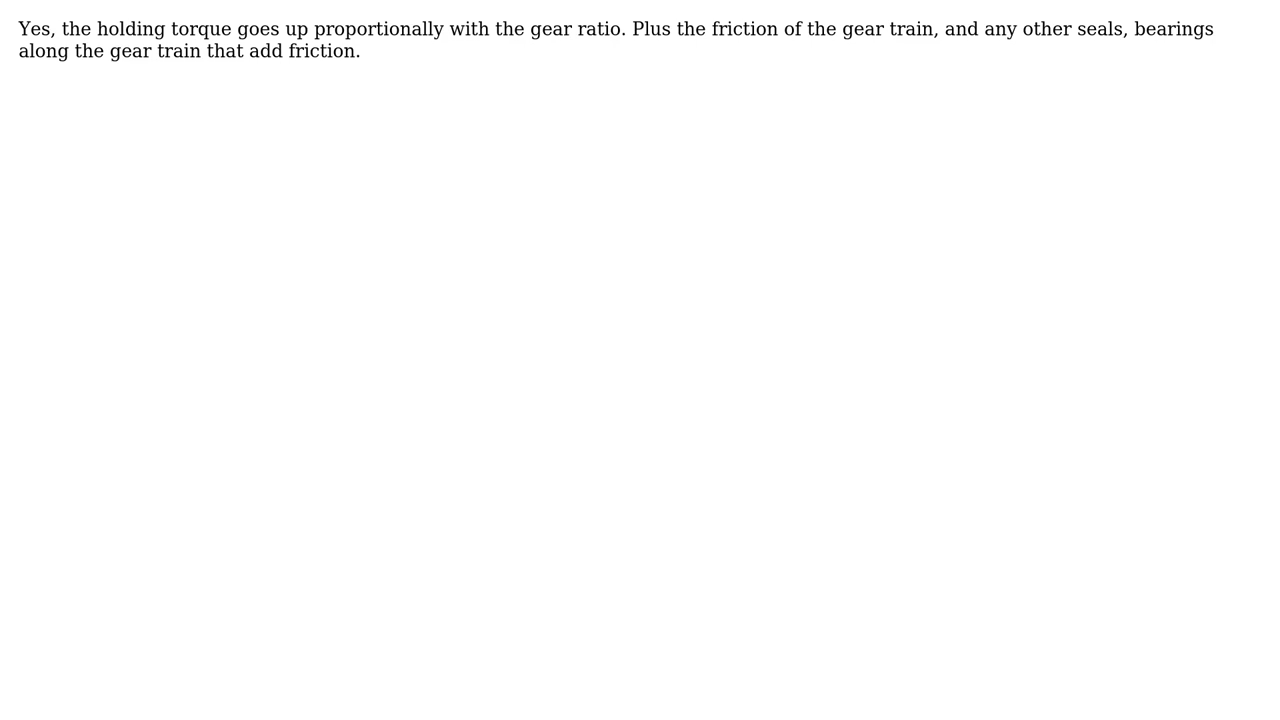 Yes, the holding torque goes up proportionally with the gear ratio. Plus the friction of the gear train, and any other seals, bearings
along the gear train that add friction.